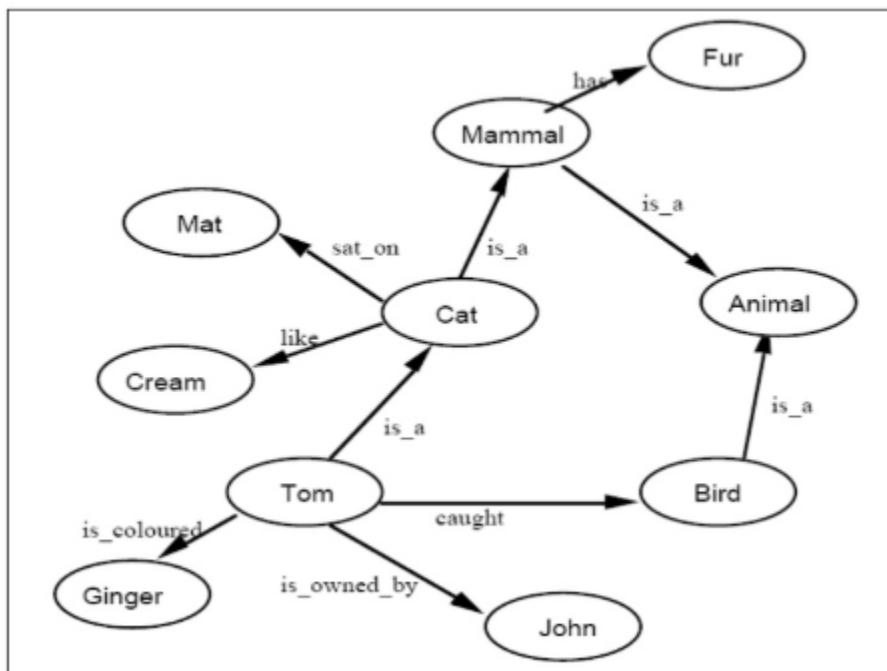 Fur
has
Mammal
is_a
Mat
sat_on
is_a
Animal
Cat
like
Cream
is_a
is_a
Tom
Bird
caught
is_coloured
is_owned_by
Ginger
John